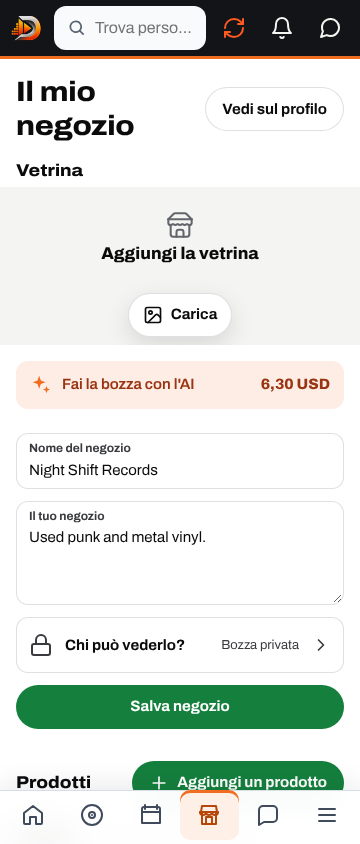 Trova perso...
Il mio
negozio
Vedi sul profilo
Vetrina
Aggiungi la vetrina
Carica
Fai la bozza con l'AI
6,30 USD
Nome del negozio
Night Shift Records
Il tuo negozio
Used punk and metal vinyl.
Chi può vederlo?
Bozza privata
Salva negozio
Prodotti
Aggiungi un prodotto